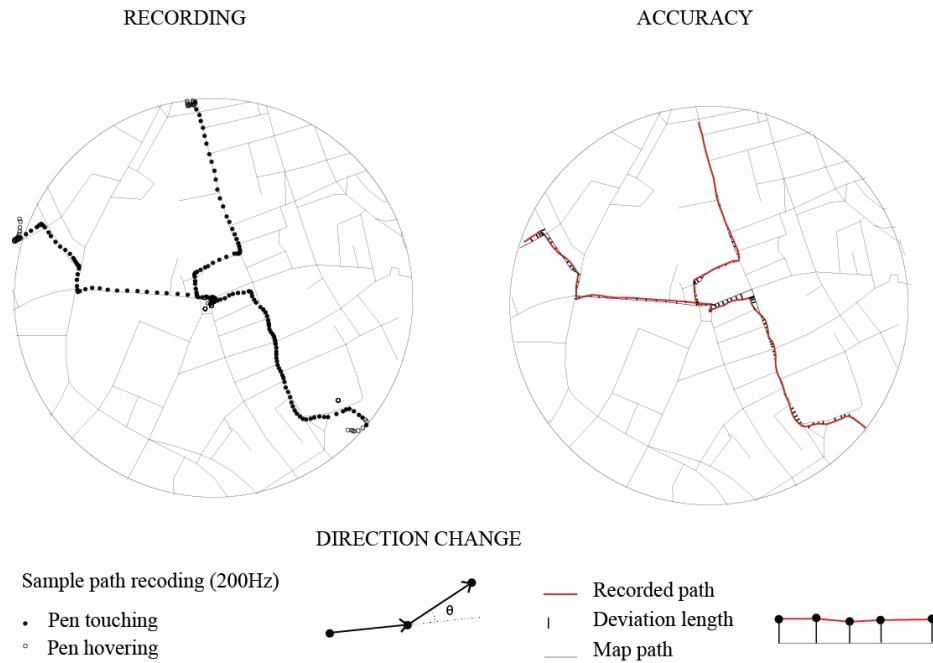 RECORDING
ACCURACY
DIRECTION CHANGE
Sample path recoding (200Hz)
Pen touching
Pen hovering
θ
Recorded path
Deviation length
Map path